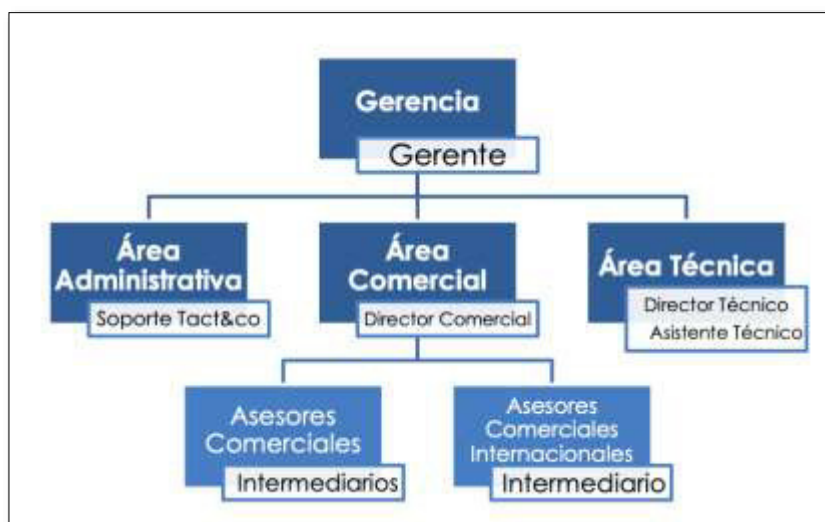 Gerencia
Gerente
Área
Administrativa
Soporte Tact&co
Área
Comercial
Director Comercial
Área Técnica
Director Técnico
Asistente Técnico
Asesores
Comerciales
Intermediarios
Asesores
Comerciales
Internacionales
Intermediario